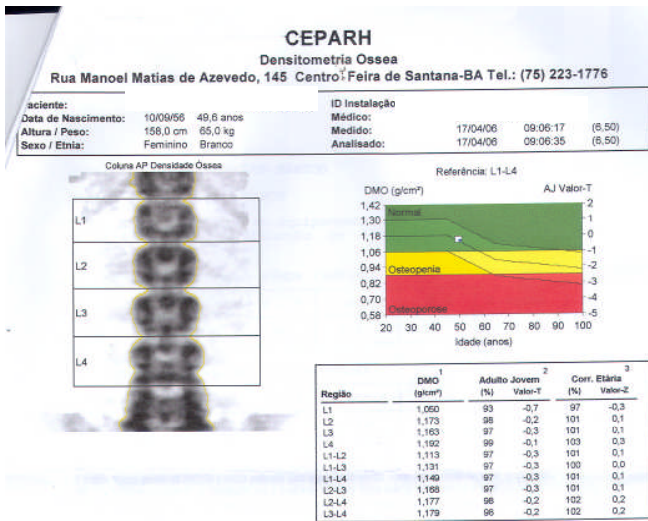 CEPARH
Densitometria Ossea
Rua Manoel Matias de Azevedo, 145 Centro Feira de Santana-BA Tel.: (75) 223-1776
aciente:
Data de Nascimento: 10/09/56 49,6 anos
Altura / Peso: 158,0 cm 65,0 kg
Sexo / Etnia: Feminino Branco
ID Instalação
Médico:
Medido: 17/04/06 09:06:17 (6,50)
Analisado: 17/04/06 09:06:35 (6,50)
Coluna AP Densidade Óssea
L1
L2
L3
L4
Referência: L1-L4
DMO (g/cm²) AJ Valor-T
1,42 2
1,30 1
1,18 0
1,06 -1
0,94 -2
0,82 -3
0,70 -4
0,58 -5
Normal
Osteopenia
Osteoporose
20 30 40 50 60 70 80 90 100
Idade (anos)
DMO 1 Adulto Jovem 2 Corr. Etária 3
Região (g/cm²) (%) Valor-T (%) Valor-Z
L1 1,050 93 -0,7 97 -0,3
L2 1,173 98 -0,2 101 0,1
L3 1,163 97 -0,3 101 0,1
L4 1,192 99 -0,1 103 0,3
L1-L2 1,113 97 -0,3 101 0,1
L1-L3 1,131 97 -0,3 100 0,0
L1-L4 1,149 97 -0,3 101 0,1
L2-L3 1,168 97 -0,3 101 0,1
L2-L4 1,177 98 -0,2 102 0,2
L3-L4 1,179 98 -0,2 102 0,2